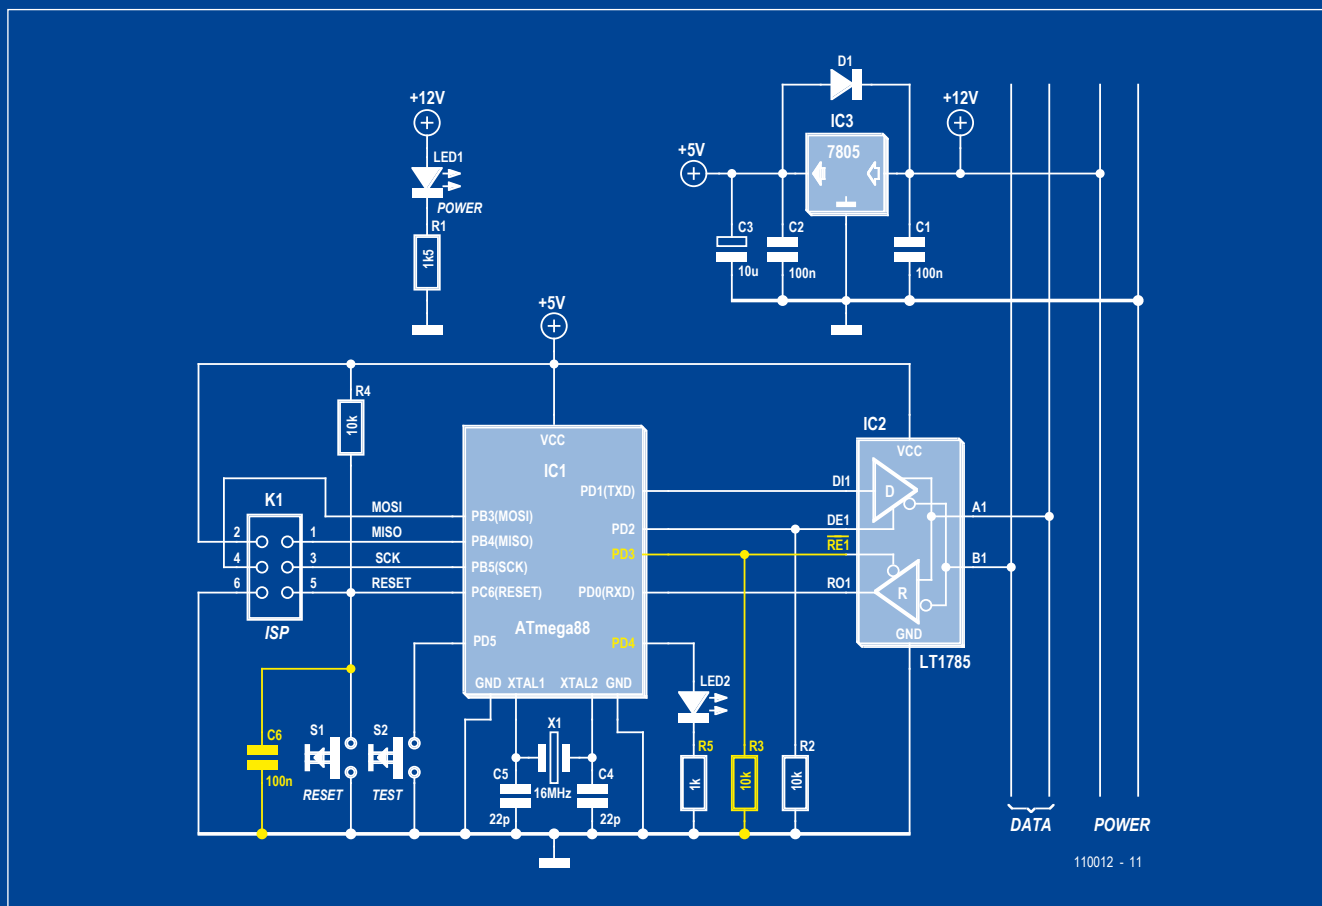 D1
+12V
+12V
IC3
7805
+5V
LED1
POWER
R1
1k5
C3
10u
C2
100n
C1
100n
+5V
R4
10k
IC2
VCC
VCC
IC1
K1
PD1(TXD)
DI1
D
MOSI
PB3(MOSI)
PD2
DE1
A1
2
1
MISO
PB4(MISO)
PD3
RE1
4
3
SCK
PB5(SCK)
B1
6
5
RESET
PC6(RESET)
PD0(RXD)
RO1
R
ISP
ATmega88
GND
PD5
PD4
LT1785
GND
XTAL1
XTAL2
GND
LED2
C6
100n
S1
RESET
S2
TEST
X1
16MHz
C5
22p
C4
22p
R5
1k
R3
10k
R2
10k
DATA
POWER
110012 - 11